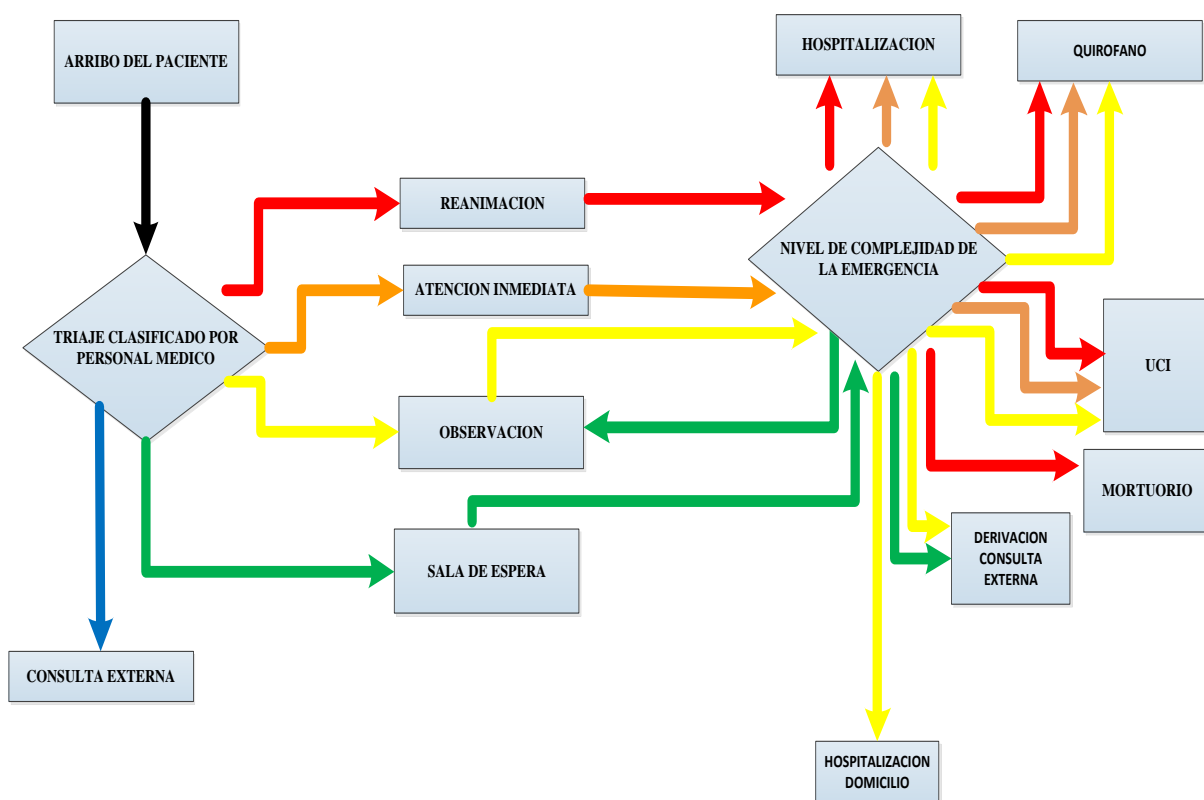 ARRIBO DEL PACIENTE
HOSPITALIZACION
QUIROFANO
REANIMACION
NIVEL DE COMPLEJIDAD DE
LA EMERGENCIA
ATENCION INMEDIATA
TRIAJE CLASIFICADO POR
PERSONAL MEDICO
UCI
OBSERVACION
MORTUORIO
DERIVACION
CONSULTA
EXTERNA
SALA DE ESPERA
CONSULTA EXTERNA
HOSPITALIZACION
DOMICILIO